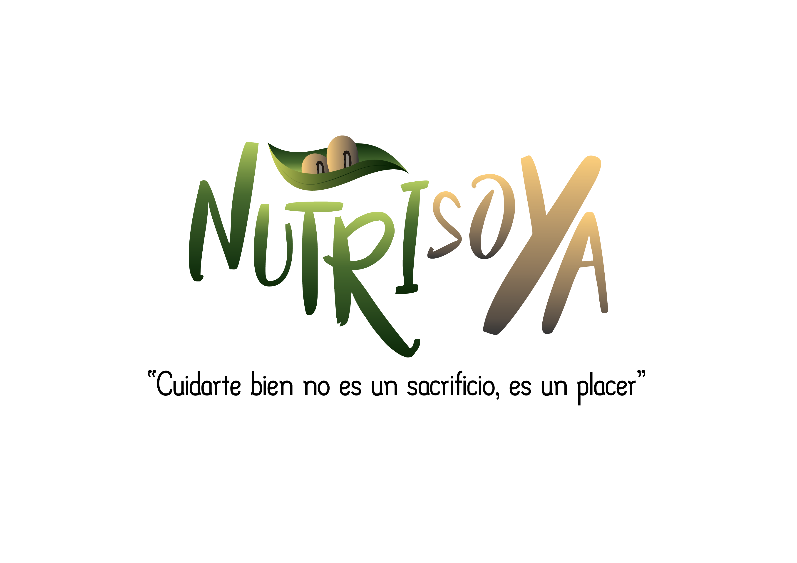 NUTRISOYA
“Cuidarte bien no es un sacrificio, es un placer”